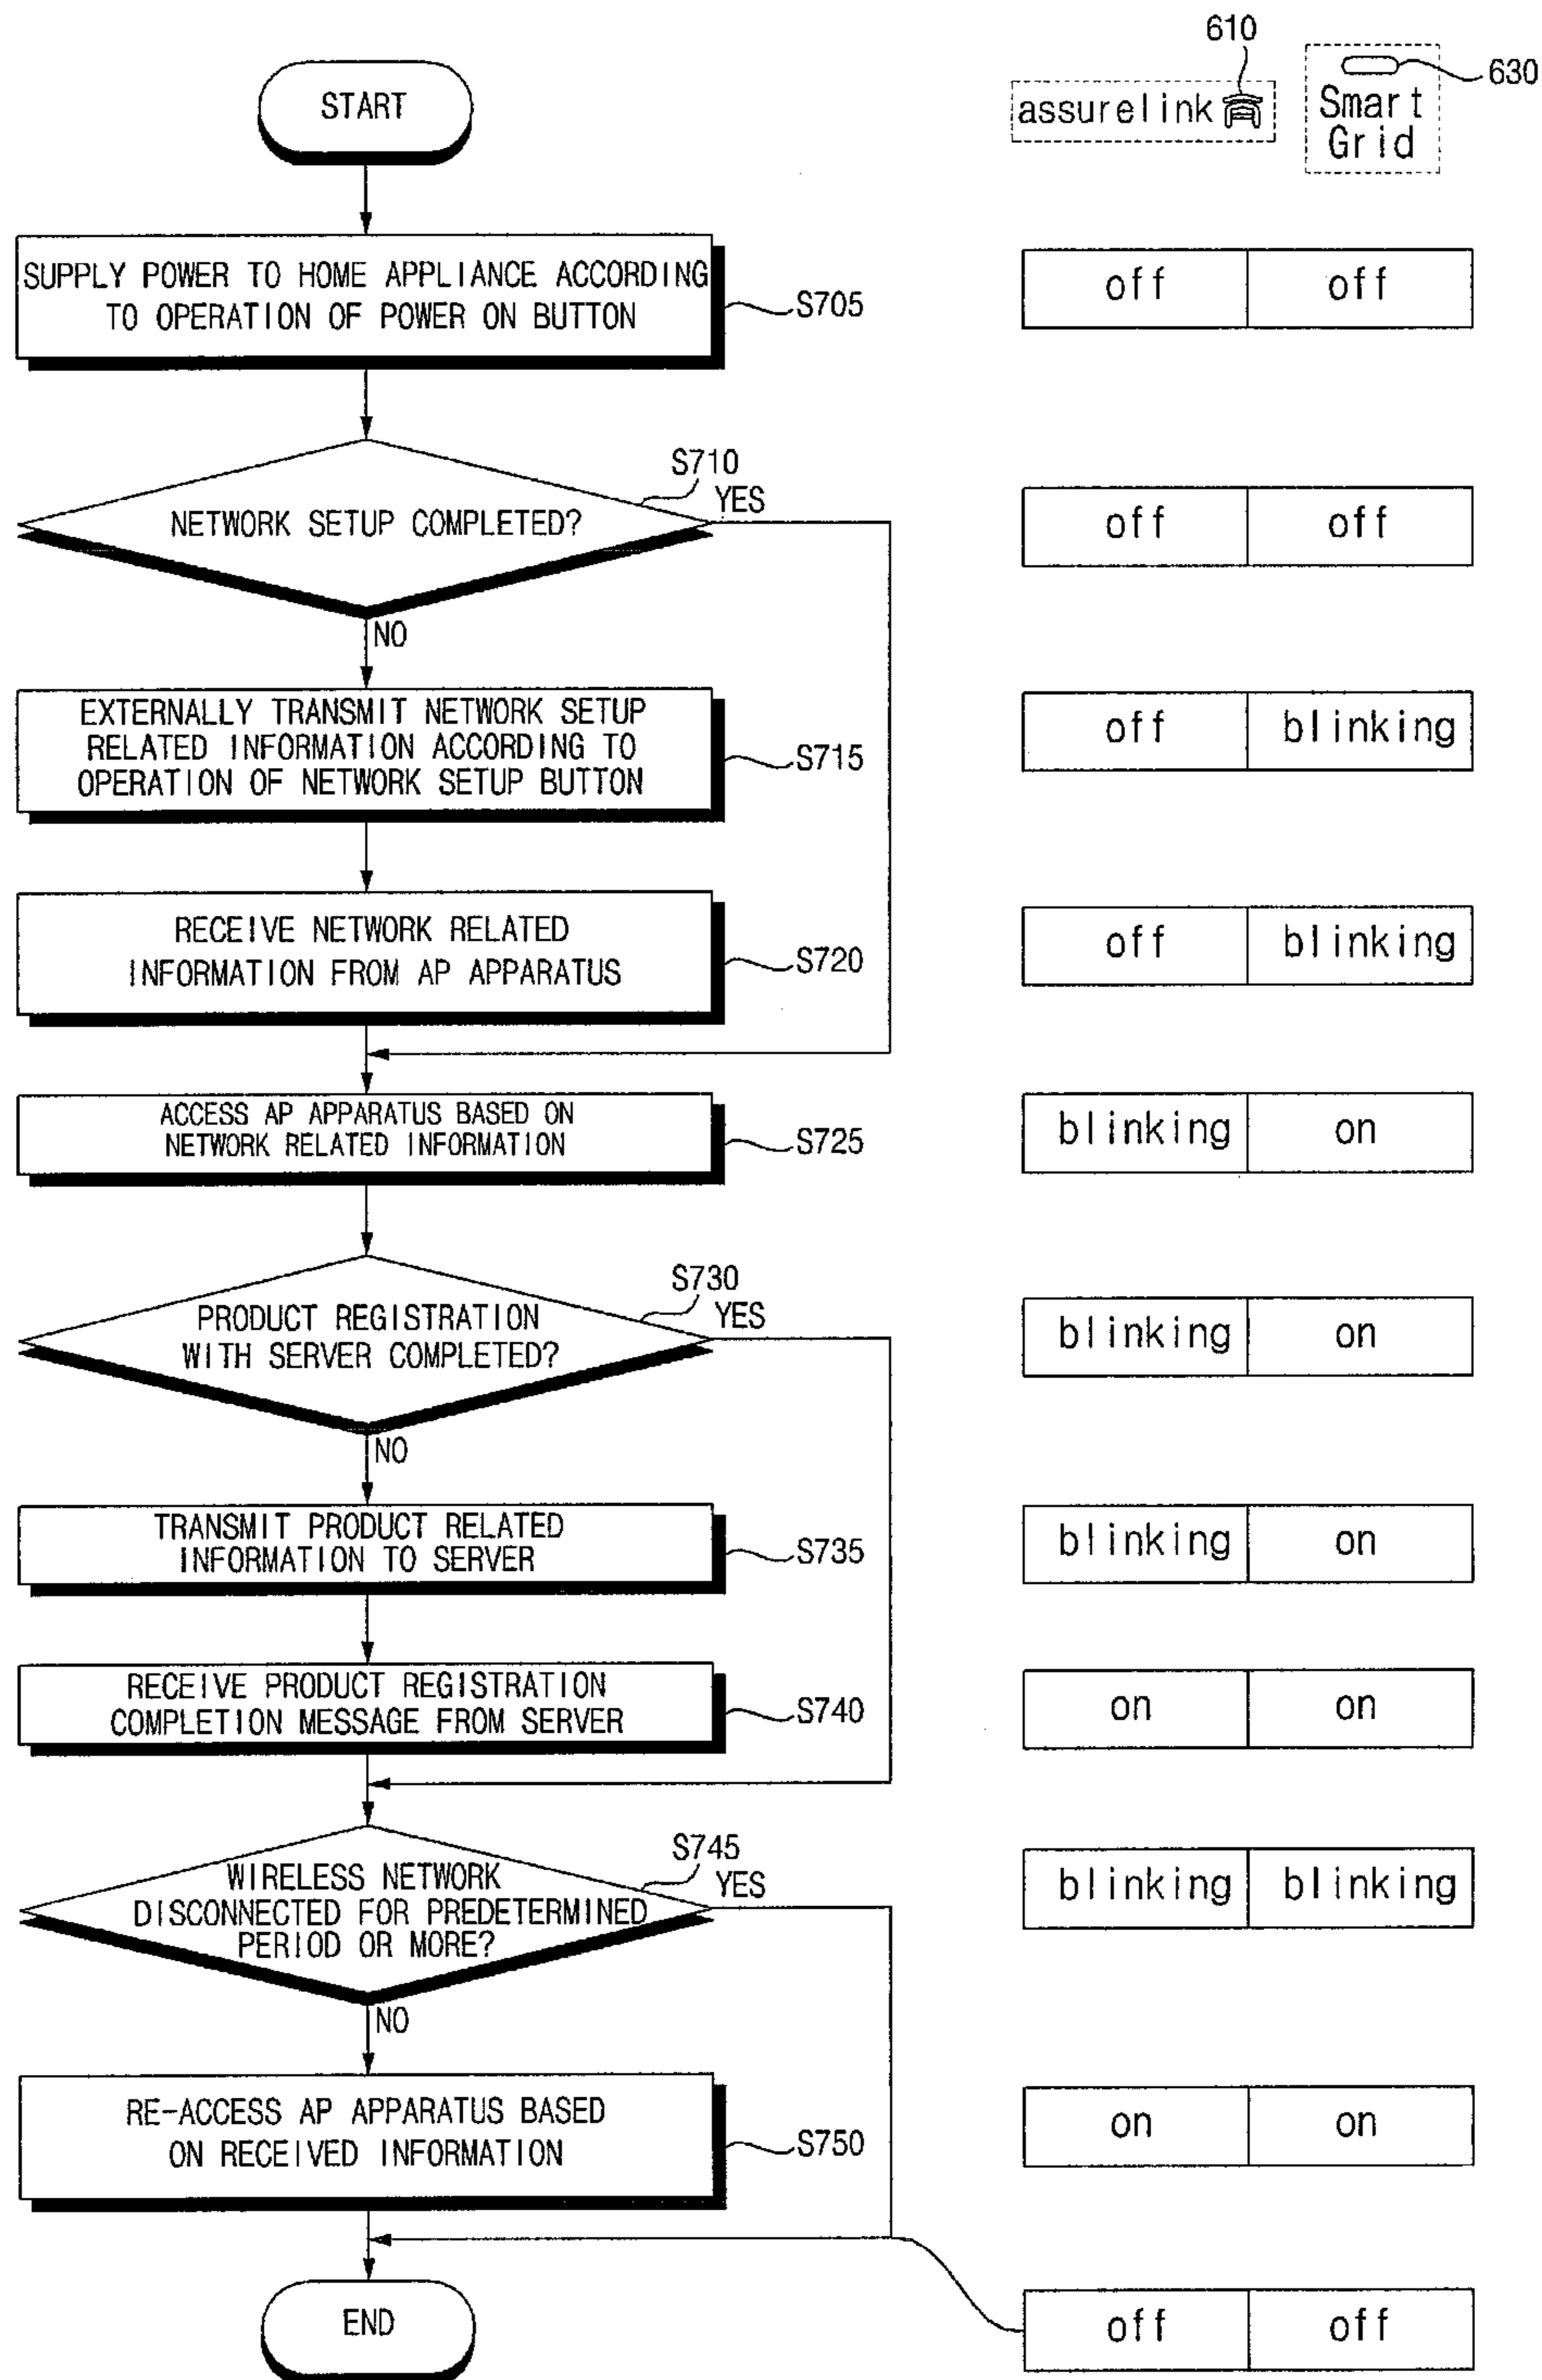 610
630
assurelink
Smart
Grid
START
SUPPLY POWER TO HOME APPLIANCE ACCORDING
TO OPERATION OF POWER ON BUTTON
S705
off
off
S710
YES
NETWORK SETUP COMPLETED?
off
off
NO
EXTERNALLY TRANSMIT NETWORK SETUP
RELATED INFORMATION ACCORDING TO
OPERATION OF NETWORK SETUP BUTTON
S715
off
blinking
RECEIVE NETWORK RELATED
INFORMATION FROM AP APPARATUS
S720
off
blinking
ACCESS AP APPARATUS BASED ON
NETWORK RELATED INFORMATION
S725
blinking
on
S730
YES
PRODUCT REGISTRATION
WITH SERVER COMPLETED?
blinking
on
NO
TRANSMIT PRODUCT RELATED
INFORMATION TO SERVER
S735
blinking
on
RECEIVE PRODUCT REGISTRATION
COMPLETION MESSAGE FROM SERVER
S740
on
on
S745
YES
WIRELESS NETWORK
DISCONNECTED FOR PREDETERMINED
PERIOD OR MORE?
blinking
blinking
NO
RE-ACCESS AP APPARATUS BASED
ON RECEIVED INFORMATION
S750
on
on
END
off
off